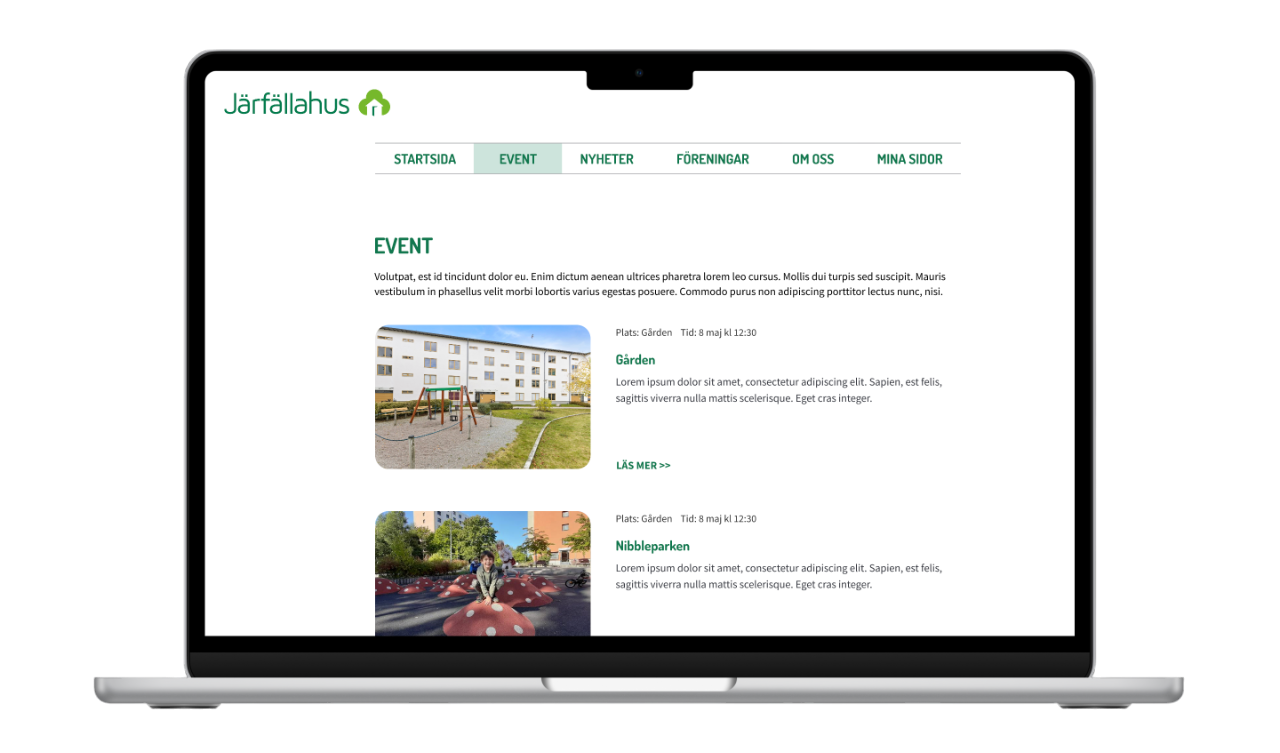 Järfällahus
STARTSIDA EVENT NYHETER FÖRENINGAR OM OSS MINA SIDOR
EVENT
Volutpat, est id tincidunt dolor eu. Enim dictum aenean ultrices pharetra lorem leo cursus. Mollis dui turpis sed suscipit. Mauris
vestibulum in phasellus velit morbi lobortis varius egestas posuere. Commodo purus non adipiscing porttitor lectus nunc, nisi.
Plats: Gården Tid: 8 maj kl 12:30
Gården
Lorem ipsum dolor sit amet, consectetur adipiscing elit. Sapien, est felis,
sagittis viverra nulla mattis scelerisque. Eget cras integer.
LÄS MER >>
Plats: Gården Tid: 8 maj kl 12:30
Nibbleparken
Lorem ipsum dolor sit amet, consectetur adipiscing elit. Sapien, est felis,
sagittis viverra nulla mattis scelerisque. Eget cras integer.